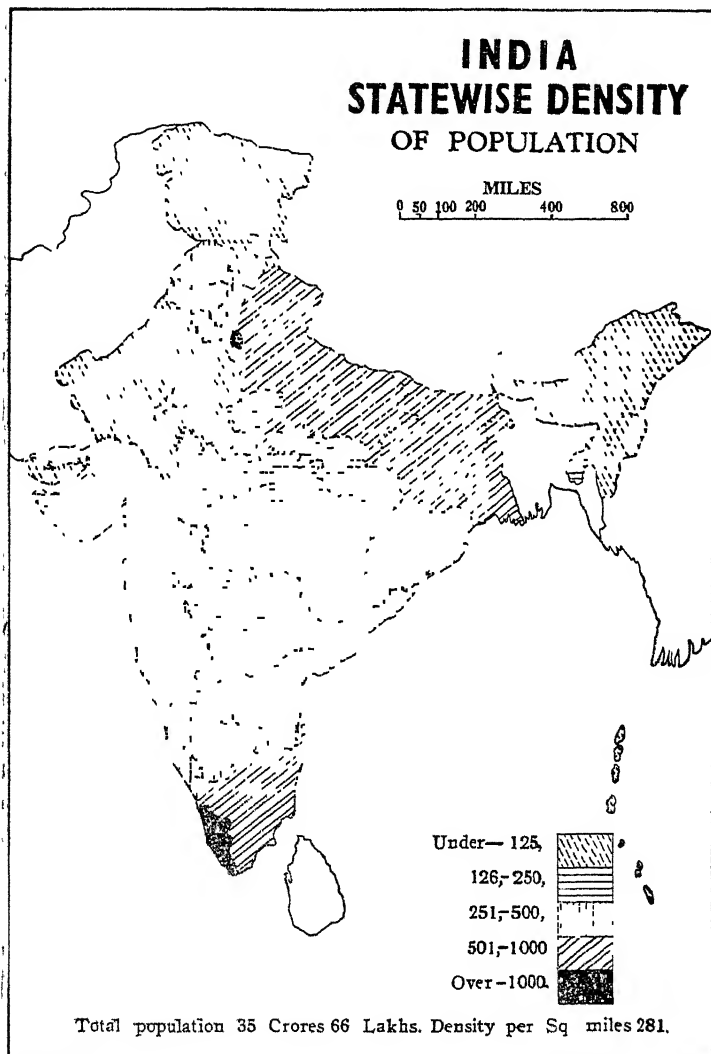 INDIA
STATEWISE DENSITY
OF POPULATION
MILES
0 50 100 200 400 800
Under— 125,
126,-250,
251,-500,
501,-1000
Over-1000.
Total population 35 Crores 66 Lakhs. Density per Sq miles 281.